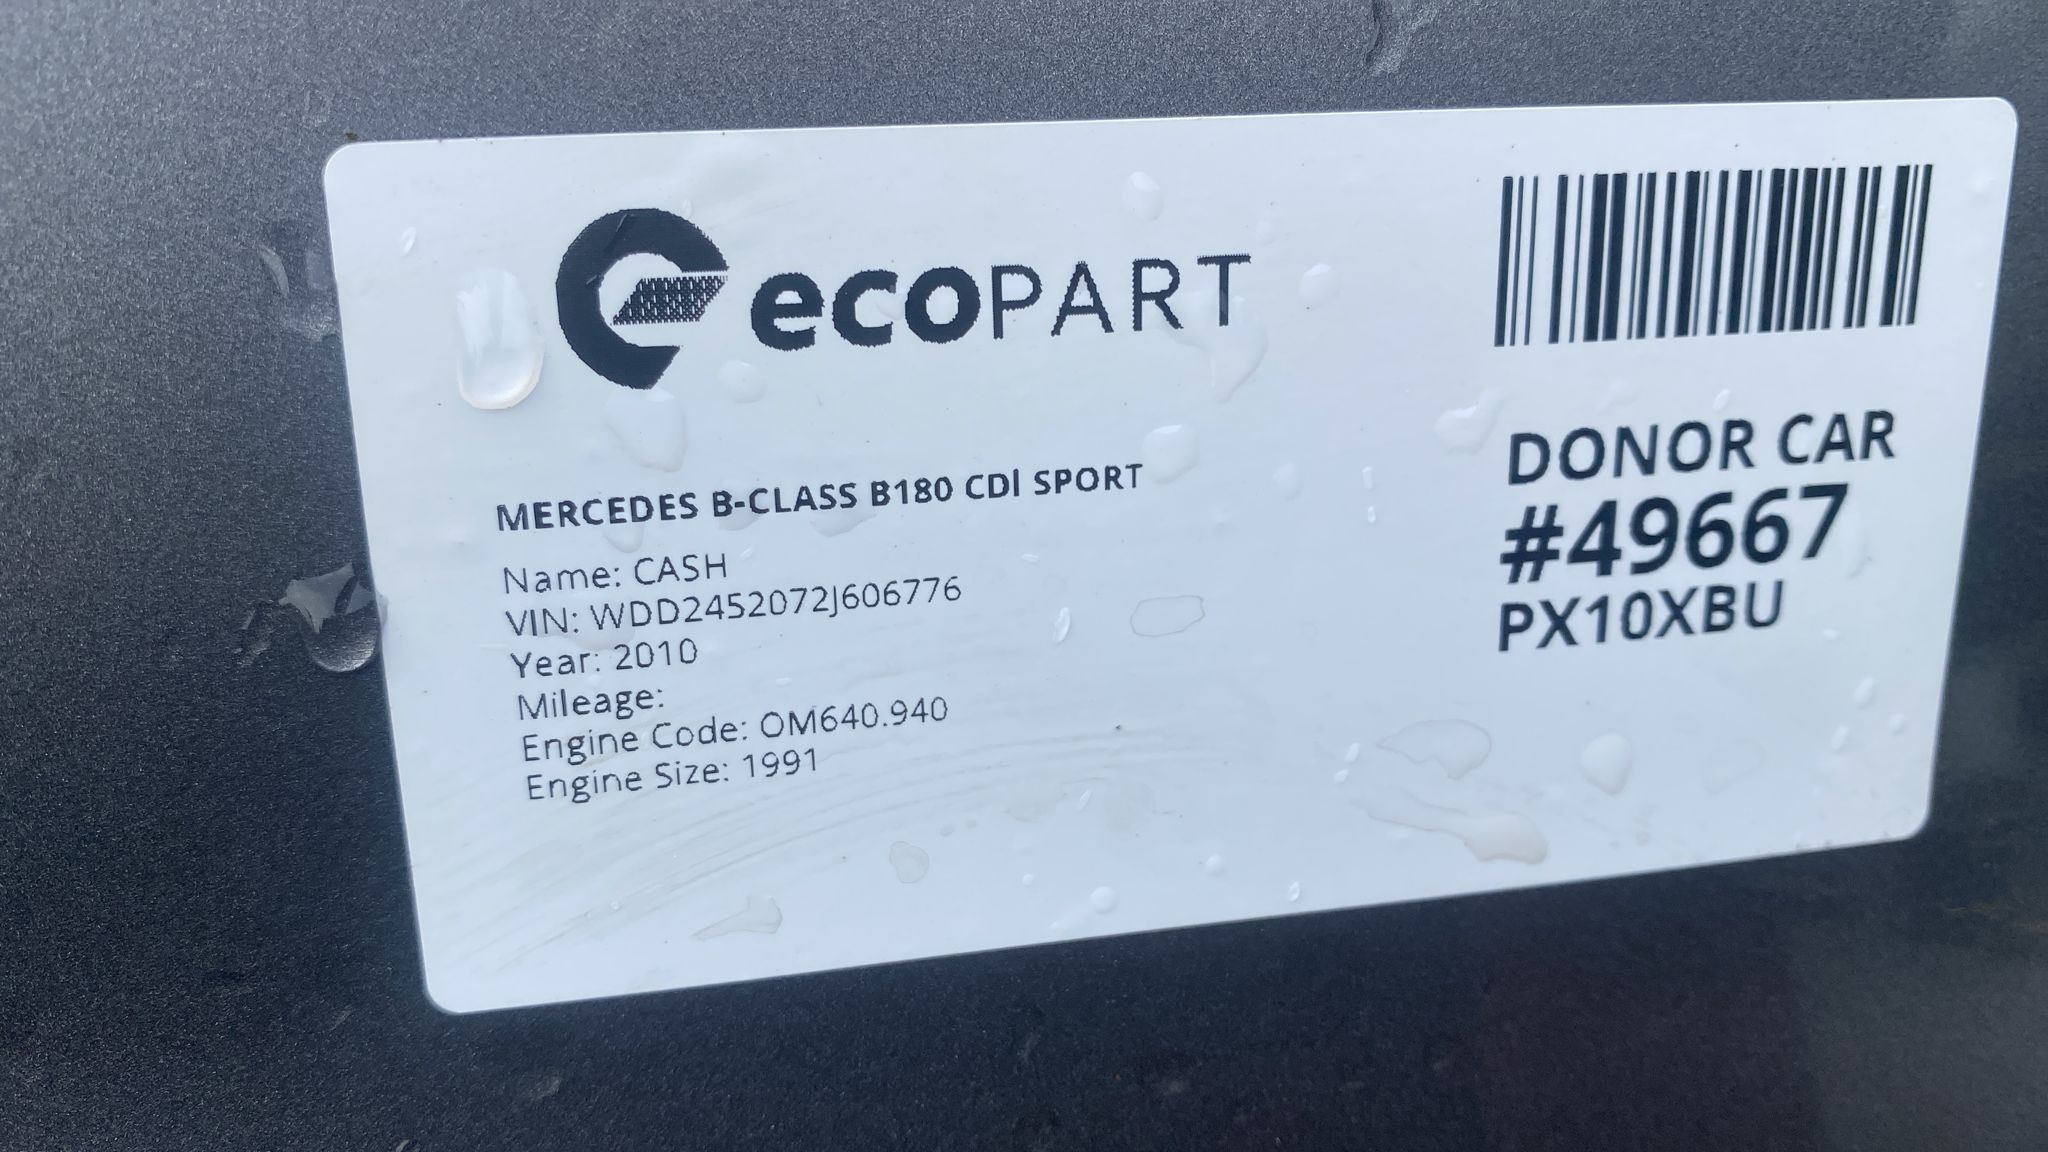 ecoPART
MERCEDES B-CLASS B180 CDI SPORT
Name: CASH
VIN: WDD2452072J606776
Year: 2010
Mileage:
Engine Code: OM640.940
Engine Size: 1991
DONOR CAR
#49667
PX10XBU